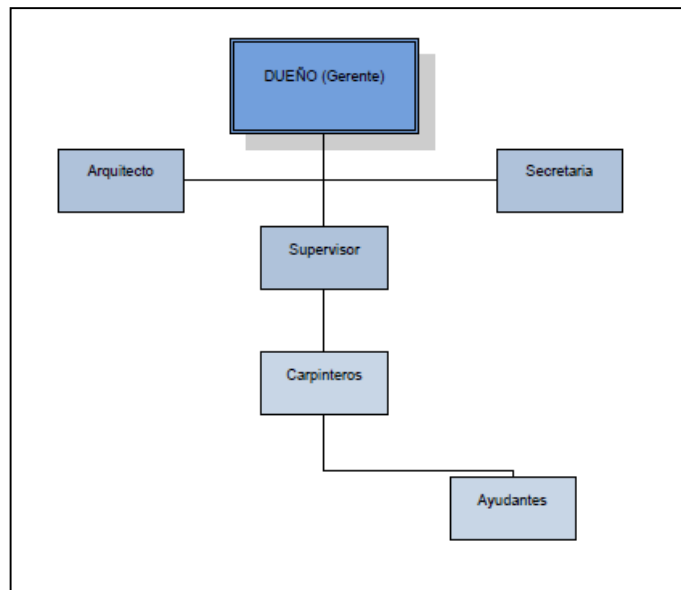 DUEÑO (Gerente)
Arquitecto
Secretaria
Supervisor
Carpinteros
Ayudantes